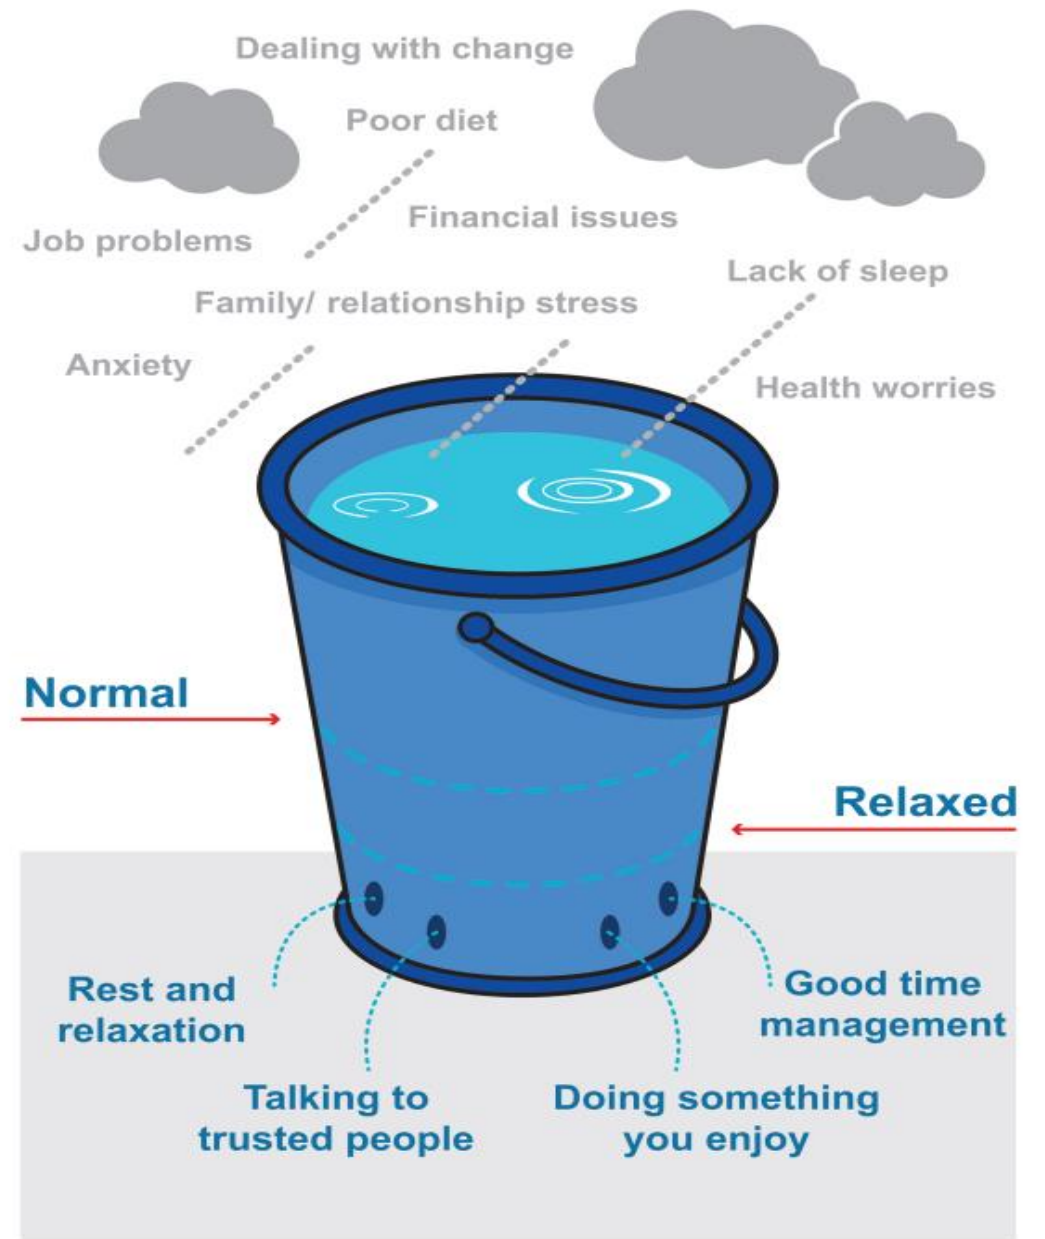 Dealing with change
Poor diet
Financial issues
Job problems
Lack of sleep
Family/ relationship stress
Anxiety
Health worries
Normal
Relaxed
Rest and
relaxation
Good time
management
Talking to
trusted people
Doing something
you enjoy